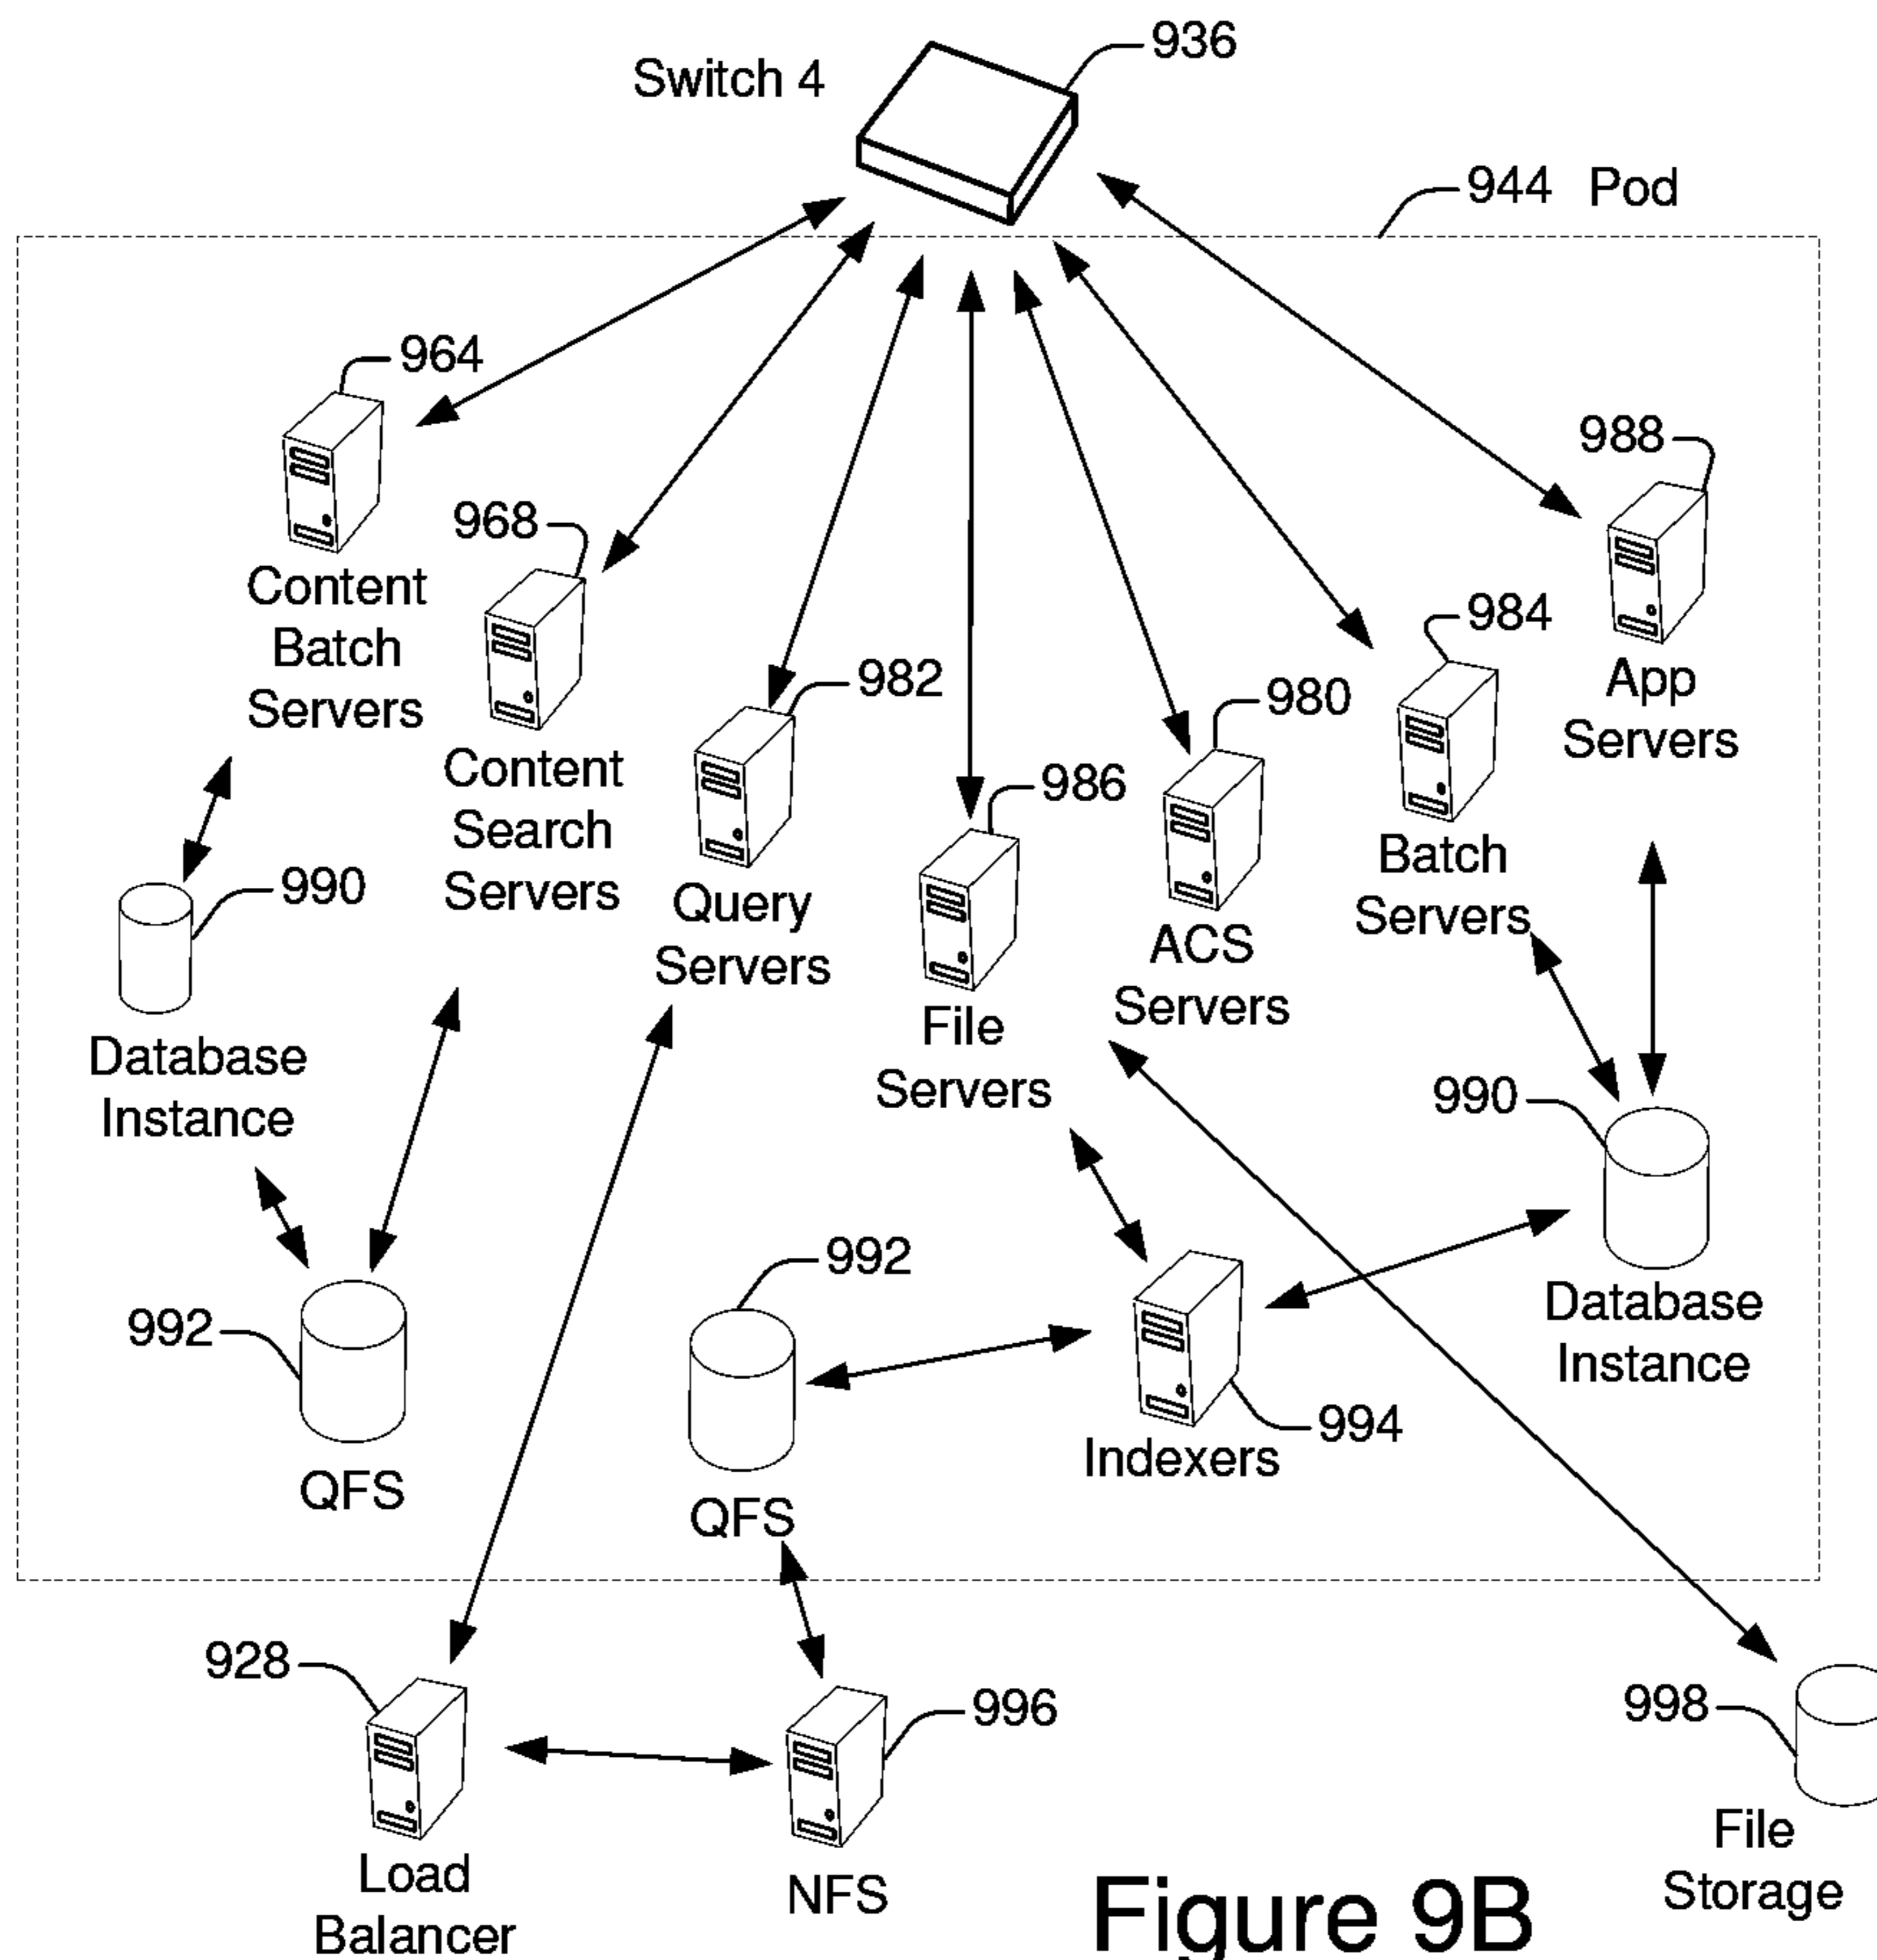 936
Switch 4
944 Pod
964
988
968
Content
Batch
Servers
984
982
980
App
Servers
Content
Search
Servers
986
Batch
Servers
990
Query
Servers
ACS
Servers
File
Servers
Database
Instance
990
992
992
Database
Instance
994
Indexers
QFS
QFS
928
996
998
File
Storage
Load
Balancer
NFS
Figure 9B